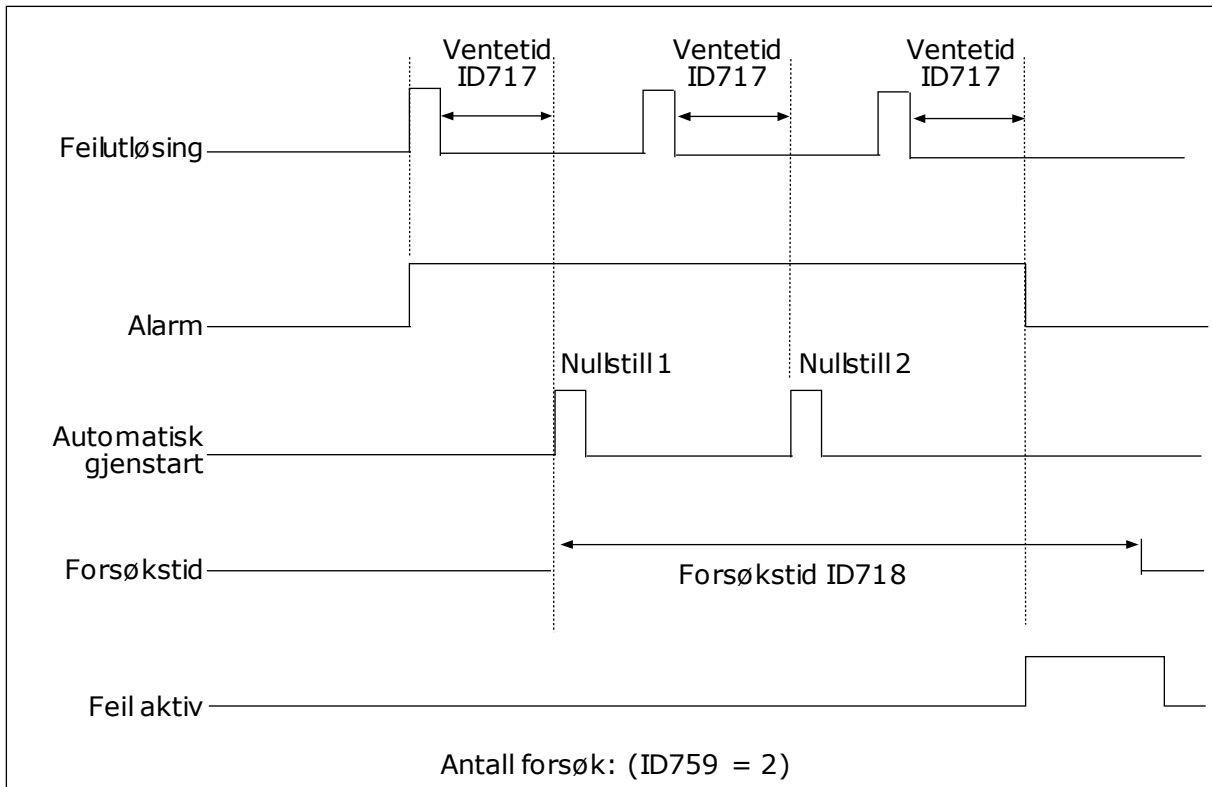 Ventetid
ID717
Ventetid
ID717
Ventetid
ID717
Feilutløsing
Alarm
Nullstill 1
Nullstill 2
Automatisk
gjenstart
Forsøkstid
Forsøkstid ID718
Feil aktiv
Antall forsøk: (ID759 = 2)